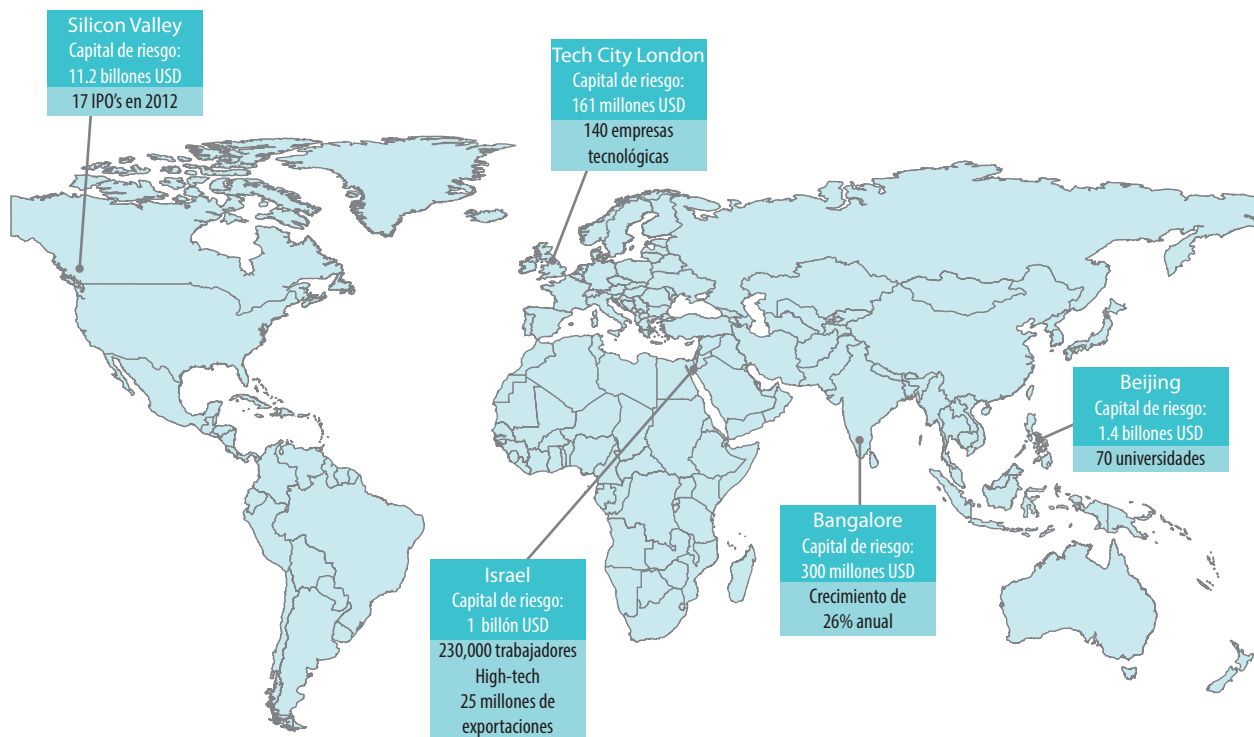 Silicon Valley
Capital de riesgo:
11.2 billones USD
17 IPO's en 2012
Tech City London
Capital de riesgo:
161 millones USD
140 empresas
tecnológicas
Beijing
Capital de riesgo:
1.4 billones USD
70 universidades
Bangalore
Capital de riesgo:
300 millones USD
Crecimiento de
26% anual
Israel
Capital de riesgo:
1 billón USD
230,000 trabajadores
High-tech
25 millones de
exportaciones